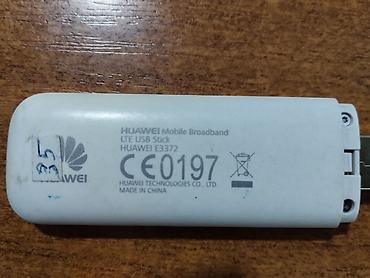 HUAWEI Mobile Broadband
LTE USB Stick
HUAWEI E3372
CE0197
HUAWEI TECHNOLOGIES CO., LTD.
MADE IN CHINA
35
HUAWEI